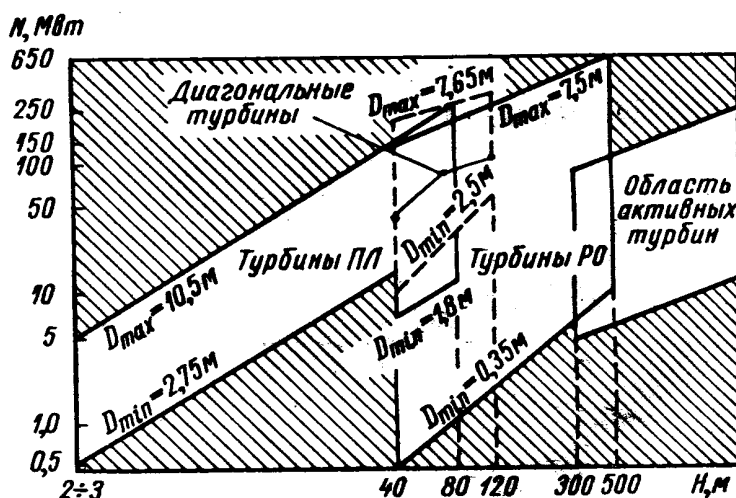 N, Мвт
650
250
150
100
50
10
5
1,0
0,5
Диагональные
турбины
Dmax=7,65м
Dmax=7,5м
Dmin=2,5м
Область
активных
турбин
Турбины ПЛ
Турбины РО
Dmax=10,5м
Dmin=1,8м
Dmin=2,75м
Dmin=0,35м
2÷3
40
80
120
300
500
H, м